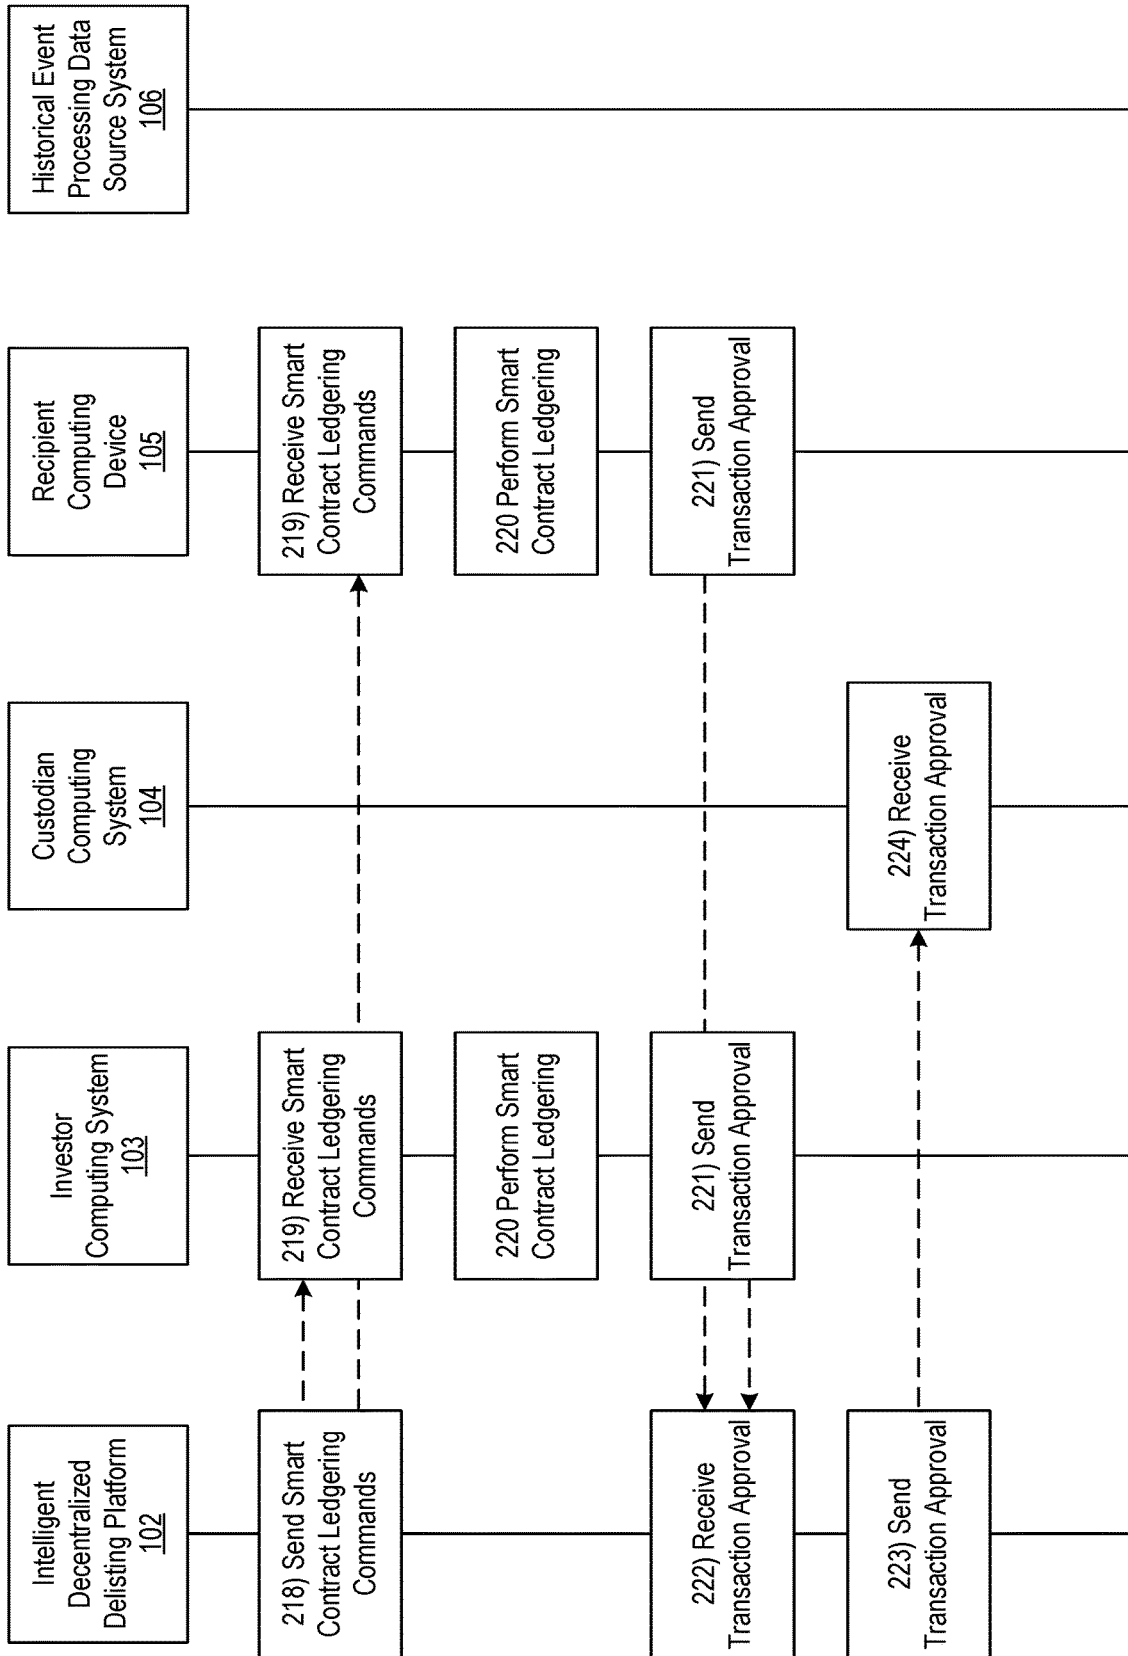 Intelligent
Decentralized
Delisting Platform
102
Investor
Computing System
103
Custodian
Computing
System
104
Recipient
Computing
Device
105
Historical Event
Processing Data
Source System
106
218) Send Smart
Contract Ledgering
Commands
219) Receive Smart
Contract Ledgering
Commands
219) Receive Smart
Contract Ledgering
Commands
220 Perform Smart
Contract Ledgering
220 Perform Smart
Contract Ledgering
222) Receive
Transaction Approval
221) Send
Transaction Approval
221) Send
Transaction Approval
223) Send
Transaction Approval
224) Receive
Transaction Approval